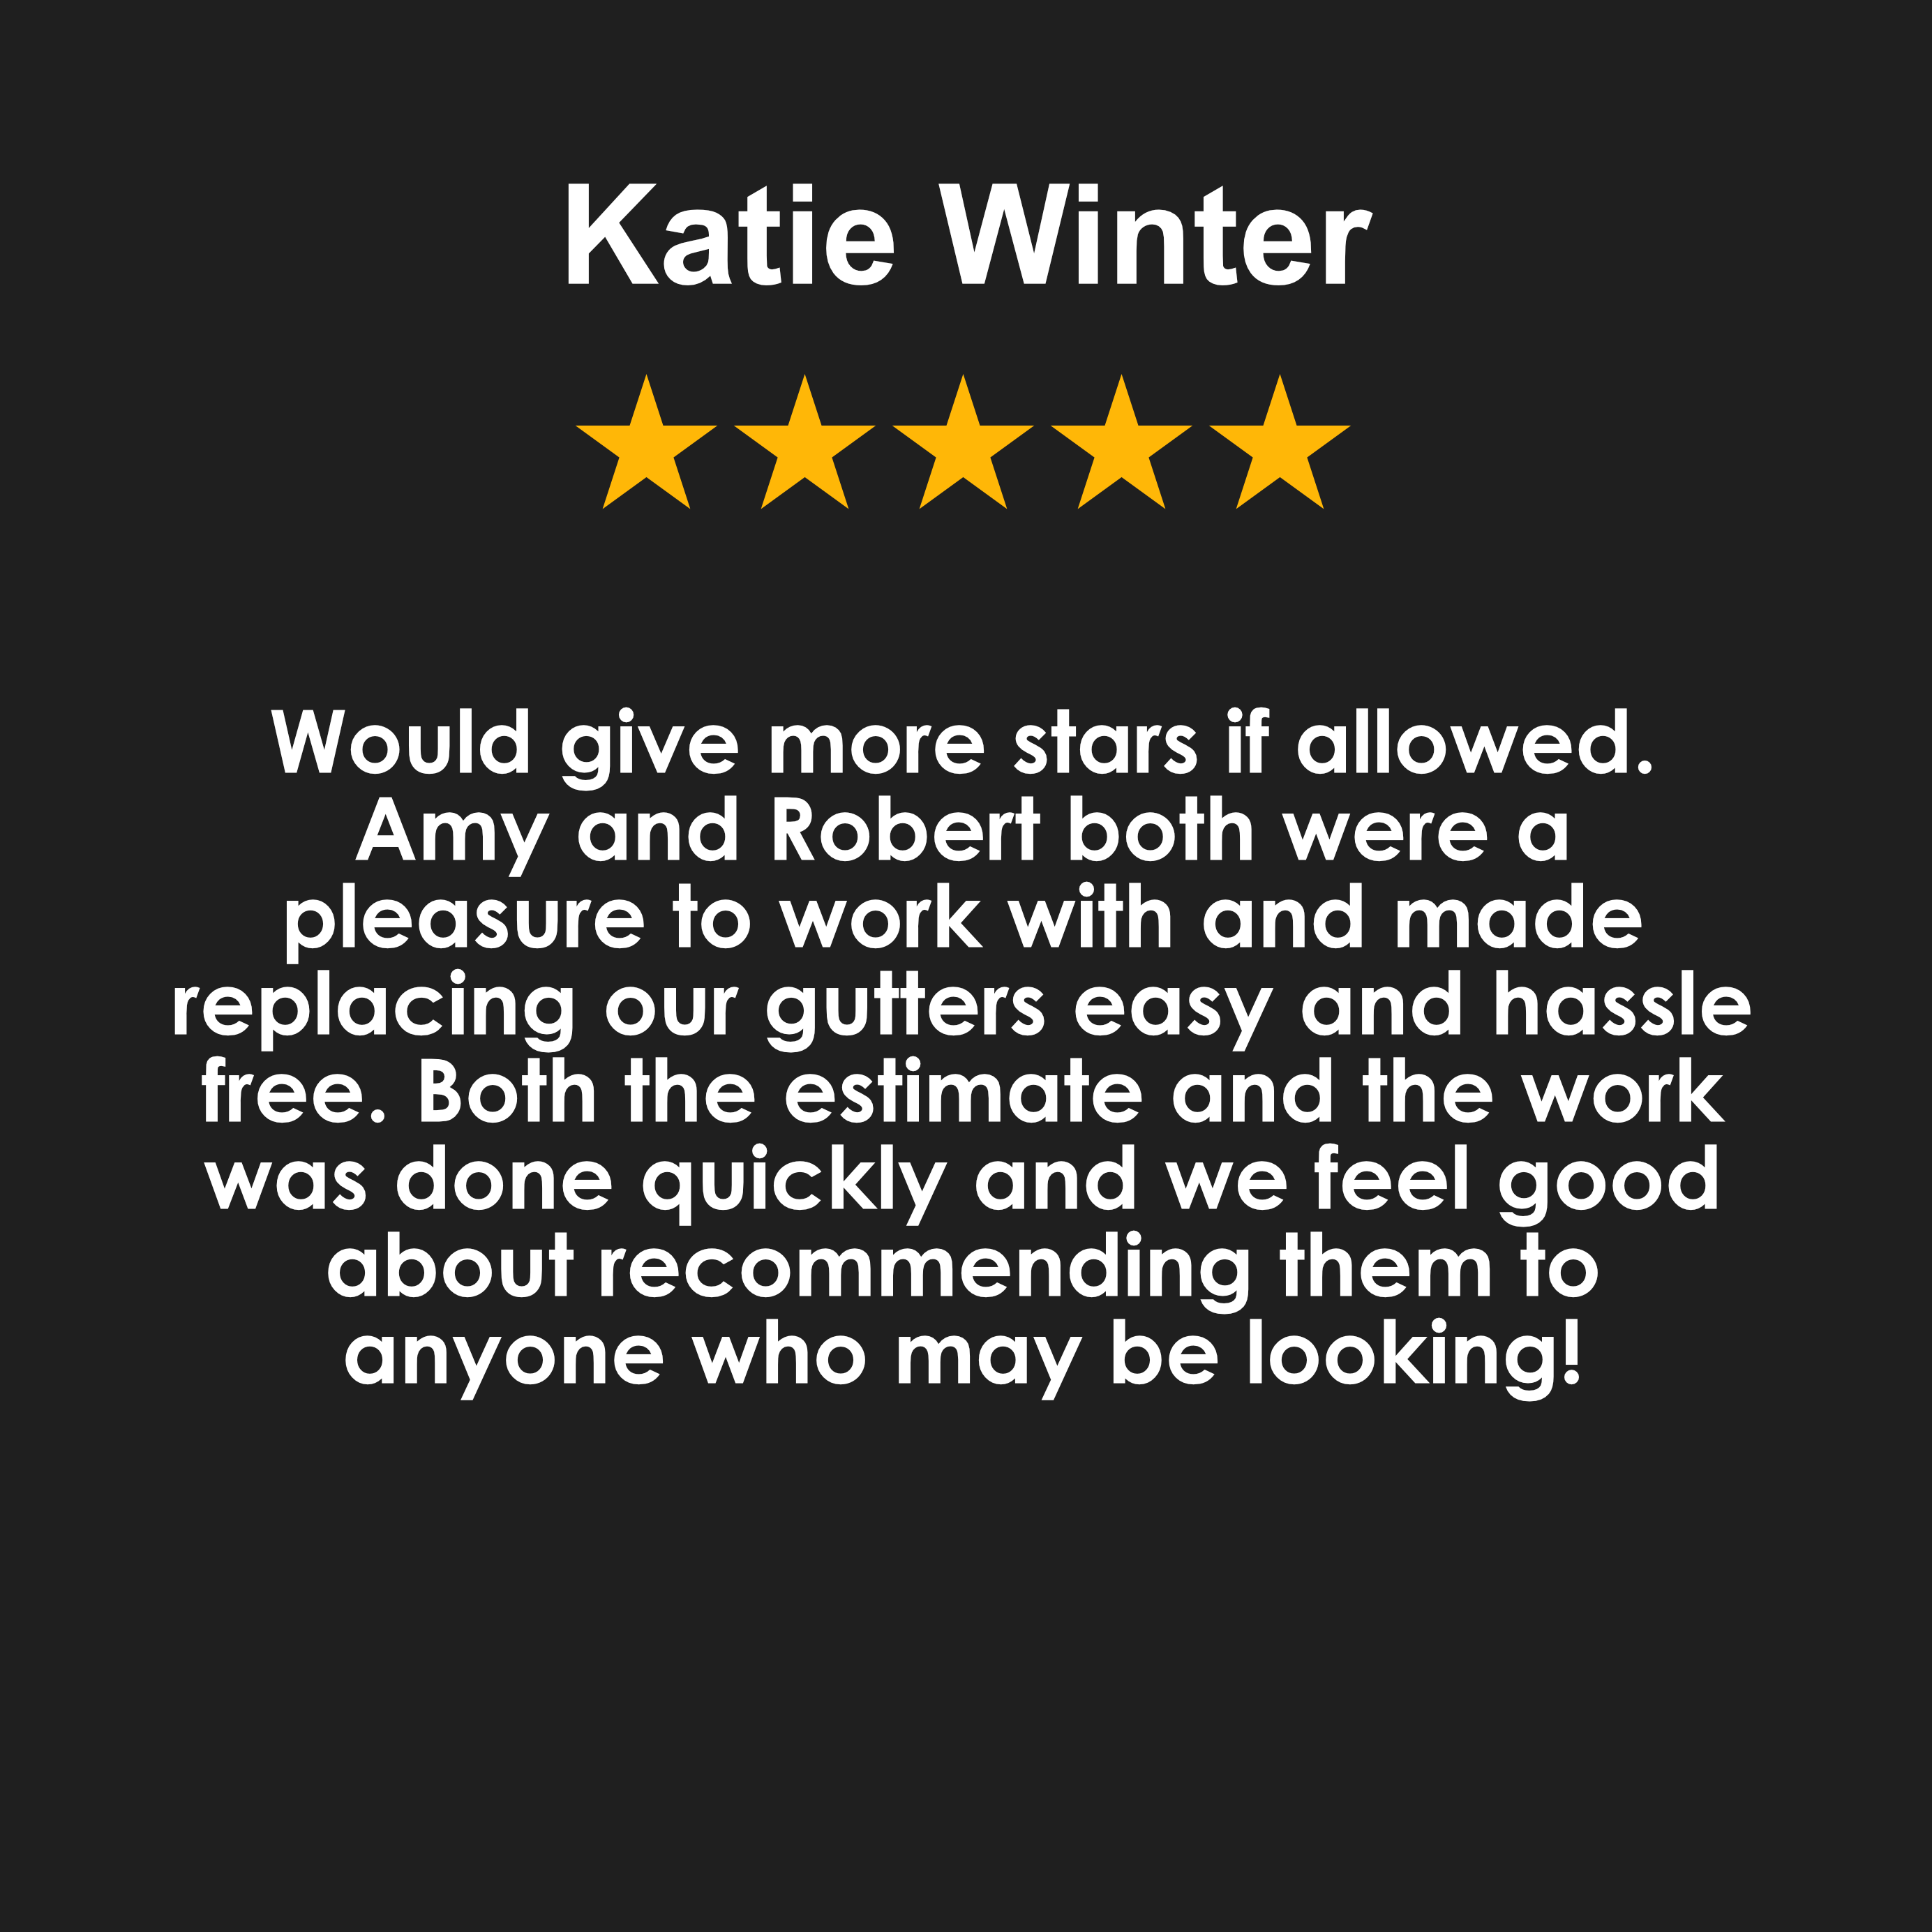 Katie Winter
Would give more stars if allowed.
Amy and Robert both were a
pleasure to work with and made
replacing our gutters easy and hassle
free. Both the estimate and the work
was done quickly and we feel good
about recommending them to
anyone who may be looking!